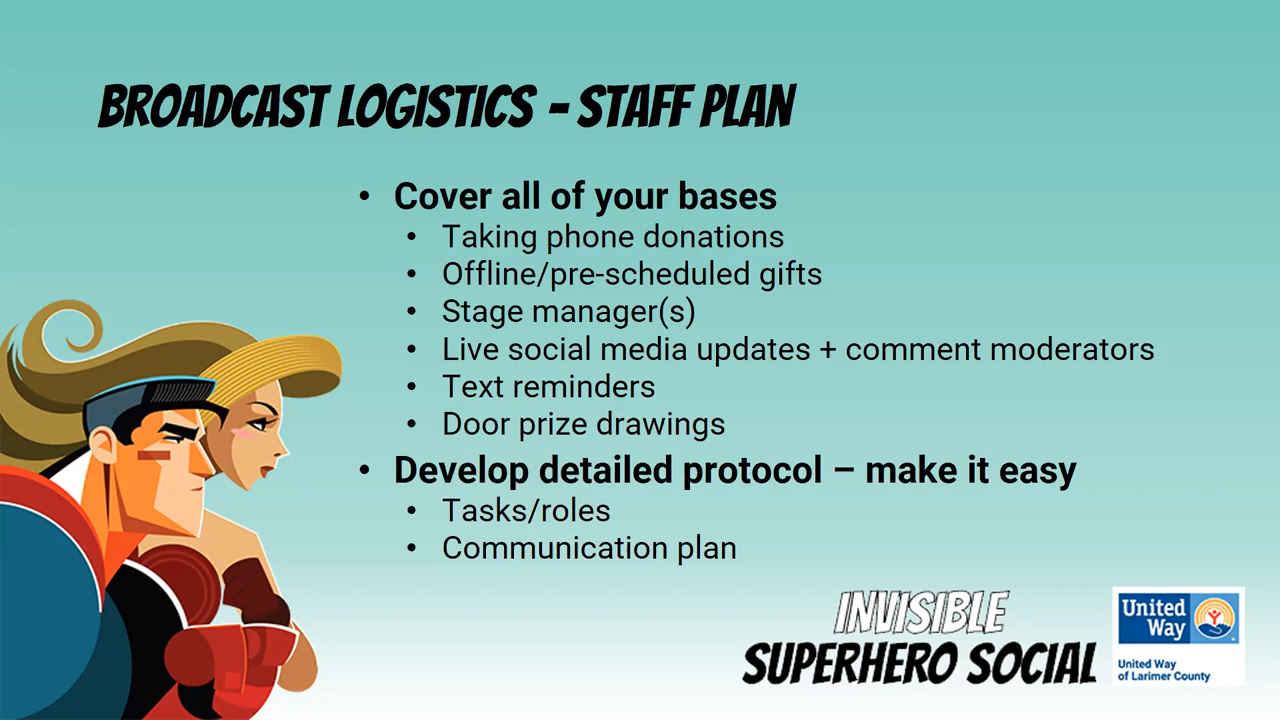 BROADCAST LOGISTICS - STAFF PLAN
• Cover all of your bases
• Taking phone donations
• Offline/pre-scheduled gifts
• Stage manager(s)
• Live social media updates + comment moderators
• Text reminders
• Door prize drawings
• Develop detailed protocol – make it easy
• Tasks/roles
• Communication plan
INVISIBLE
SUPERHERO SOCIAL
United
Way
United Way
of Larimer County